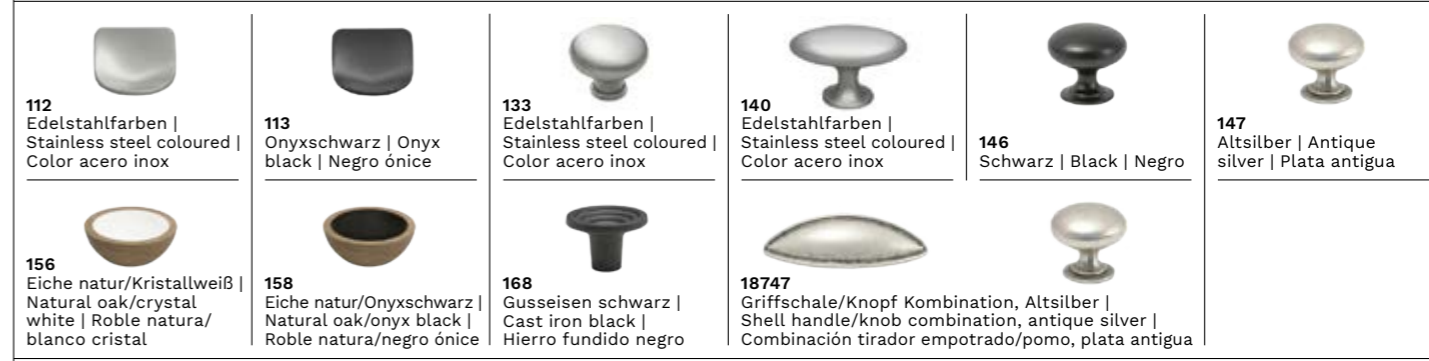 112
Edelstahlfarben |
Stainless steel coloured |
Color acero inox
113
Onyxschwarz | Onyx
black | Negro ónice
133
Edelstahlfarben |
Stainless steel coloured |
Color acero inox
140
Edelstahlfarben |
Stainless steel coloured |
Color acero inox
146
Schwarz | Black | Negro
147
Altsilber | Antique
silver | Plata antigua
156
Eiche natur/Kristallweiß |
Natural oak/crystal
white | Roble natura/
blanco cristal
158
Eiche natur/Onyxschwarz |
Natural oak/onyx black |
Roble natura/negro ónice
168
Gusseisen schwarz |
Cast iron black |
Hierro fundido negro
18747
Griffschale/Knopf Kombination, Altsilber |
Shell handle/knob combination, antique silver |
Combinación tirador empotrado/pomo, plata antigua